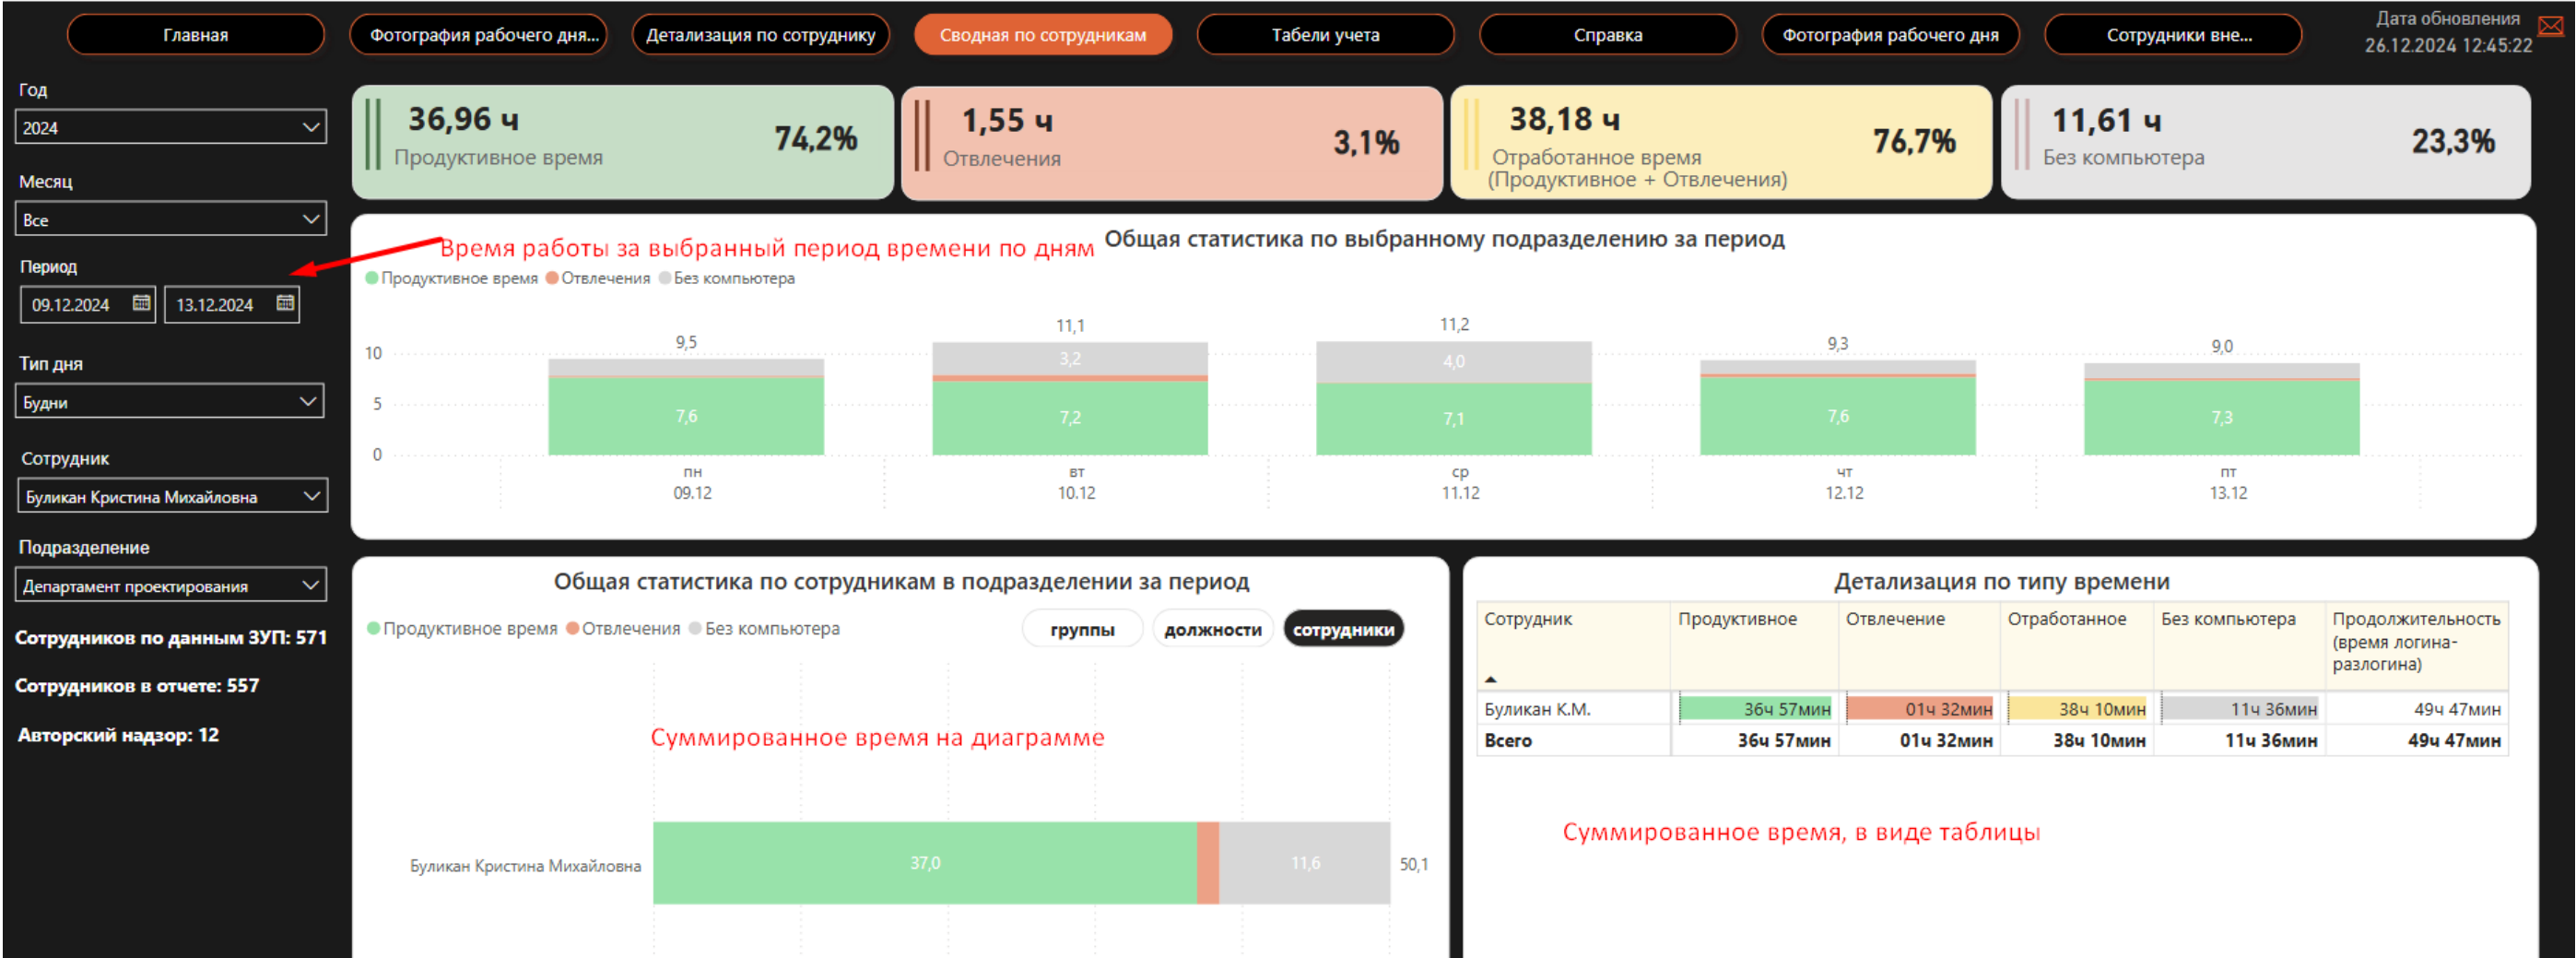 Главная
Фотография рабочего дня...
Детализация по сотруднику
Сводная по сотрудникам
Табели учета
Справка
Фотография рабочего дня
Сотрудники вне...
Дата обновления
26.12.2024 12:45:22
Год
2024
Месяц
Все
Период
09.12.2024
13.12.2024
Тип дня
Будни
Сотрудник
Буликан Кристина Михайловна
Подразделение
Департамент проектирования
Сотрудников по данным ЗУП: 571
Сотрудников в отчете: 557
Авторский надзор: 12
36,96 ч
Продуктивное время
74,2%
1,55 ч
Отвлечения
3,1%
38,18 ч
Отработанное время
(Продуктивное + Отвлечения)
76,7%
11,61 ч
Без компьютера
23,3%
Время работы за выбранный период времени по дням
Общая статистика по выбранному подразделению за период
Продуктивное время Отвлечения Без компьютера
10
5
0
9,5
7,6
11,1
3,2
7,2
11,2
4,0
7,1
9,3
7,6
9,0
7,3
пн
09.12
вт
10.12
ср
11.12
чт
12.12
пт
13.12
Общая статистика по сотрудникам в подразделении за период
Продуктивное время Отвлечения Без компьютера
группы
должности
сотрудники
Суммированное время на диаграмме
Буликан Кристина Михайловна
37,0
11,6
50,1
Детализация по типу времени
Сотрудник
Продуктивное
Отвлечение
Отработанное
Без компьютера
Продолжительность
(время логина-
разлогина)
Буликан К.М. 36ч 57мин 01ч 32мин 38ч 10мин 11ч 36мин 49ч 47мин
Всего 36ч 57мин 01ч 32мин 38ч 10мин 11ч 36мин 49ч 47мин
Суммированное время, в виде таблицы